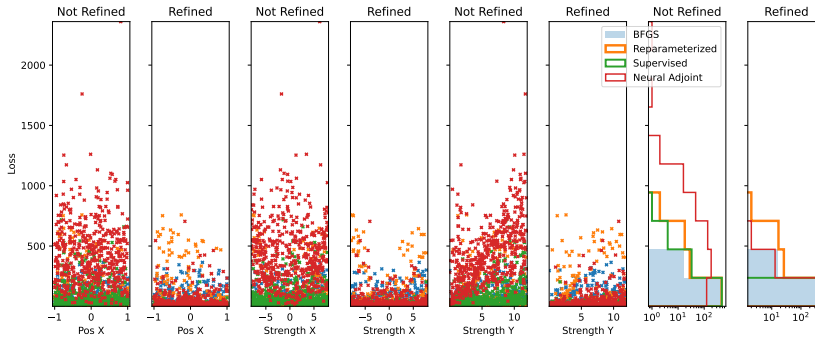 Not Refined
Refined
Not Refined
Refined
Not Refined
Refined
Not Refined
Refined
BFGS
Reparameterized
Supervised
Neural Adjoint
Loss
2000
1500
1000
500
−1 0 1
−1 0 1
−5 0 5
−5 0 5
0 5 10
0 5 10
10⁰ 10¹ 10²
10¹ 10²
Pos X
Pos X
Strength X
Strength X
Strength Y
Strength Y